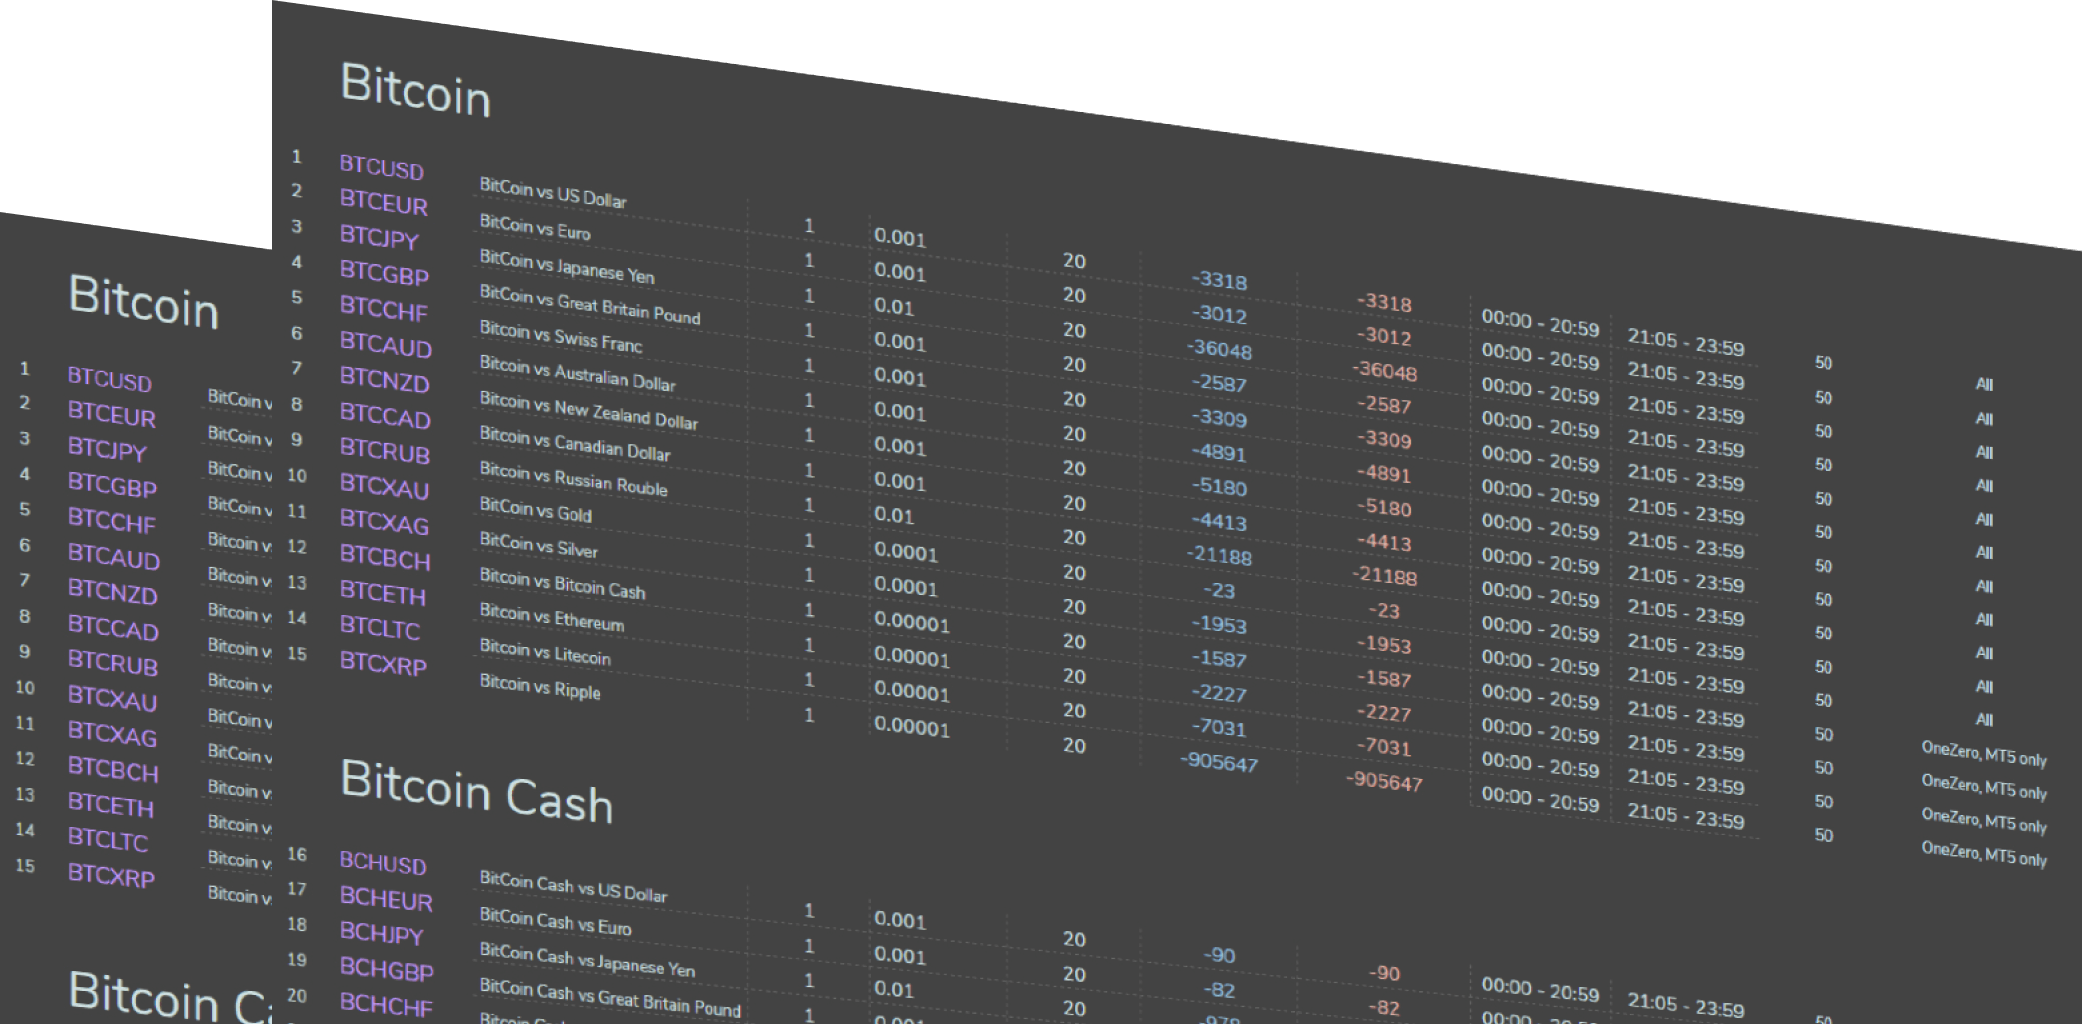 Bitcoin
1 BTCUSD BitCoin vs US Dollar 1 0.001 20 -3318 -3318 00:00 - 20:59 21:05 - 23:59 50 All
2 BTCEUR BitCoin vs Euro 1 0.001 20 -3012 -3012 00:00 - 20:59 21:05 - 23:59 50 All
3 BTCJPY BitCoin vs Japanese Yen 1 0.01 20 -36048 -36048 00:00 - 20:59 21:05 - 23:59 50 All
4 BTCGBP BitCoin vs Great Britain Pound 1 0.001 20 -2587 -2587 00:00 - 20:59 21:05 - 23:59 50 All
5 BTCCHF Bitcoin vs Swiss Franc 1 0.001 20 -3309 -3309 00:00 - 20:59 21:05 - 23:59 50 All
6 BTCAUD Bitcoin vs Australian Dollar 1 0.001 20 -4891 -4891 00:00 - 20:59 21:05 - 23:59 50 All
7 BTCNZD Bitcoin vs New Zealand Dollar 1 0.001 20 -5180 -5180 00:00 - 20:59 21:05 - 23:59 50 All
8 BTCCAD Bitcoin vs Canadian Dollar 1 0.001 20 -4413 -4413 00:00 - 20:59 21:05 - 23:59 50 All
9 BTCRUB Bitcoin vs Russian Rouble 1 0.01 20 -21188 -21188 00:00 - 20:59 21:05 - 23:59 50 All
10 BTCXAU BitCoin vs Gold 1 0.0001 20 -23 -23 00:00 - 20:59 21:05 - 23:59 50 All
11 BTCXAG BitCoin vs Silver 1 0.0001 20 -1953 -1953 00:00 - 20:59 21:05 - 23:59 50 All
12 BTCBCH Bitcoin vs Bitcoin Cash 1 0.00001 20 -1587 -1587 00:00 - 20:59 21:05 - 23:59 50 OneZero, MT5 only
13 BTCETH Bitcoin vs Ethereum 1 0.00001 20 -2227 -2227 00:00 - 20:59 21:05 - 23:59 50 OneZero, MT5 only
14 BTCLTC Bitcoin vs Litecoin 1 0.00001 20 -7031 -7031 00:00 - 20:59 21:05 - 23:59 50 OneZero, MT5 only
15 BTCXRP Bitcoin vs Ripple 1 0.00001 20 -905647 -905647 00:00 - 20:59 21:05 - 23:59 50 OneZero, MT5 only
Bitcoin Cash
16 BCHUSD BitCoin Cash vs US Dollar 1 0.001 20 -90 -90 00:00 - 20:59 21:05 - 23:59
17 BCHEUR BitCoin Cash vs Euro 1 0.001 20 -82 -82
18 BCHJPY BitCoin Cash vs Japanese Yen 1 0.01 20
19 BCHGBP BitCoin Cash vs Great Britain Pound 1
20 BCHCHF
Bitcoin
1 BTCUSD BitCoin v
2 BTCEUR BitCoin v
3 BTCJPY BitCoin v
4 BTCGBP BitCoin v
5 BTCCHF Bitcoin v
6 BTCAUD Bitcoin v
7 BTCNZD Bitcoin v
8 BTCCAD Bitcoin v
9 BTCRUB Bitcoin v
10 BTCXAU BitCoin v
11 BTCXAG BitCoin v
12 BTCBCH Bitcoin v
13 BTCETH Bitcoin v
14 BTCLTC Bitcoin v
15 BTCXRP Bitcoin v
Bitcoin C